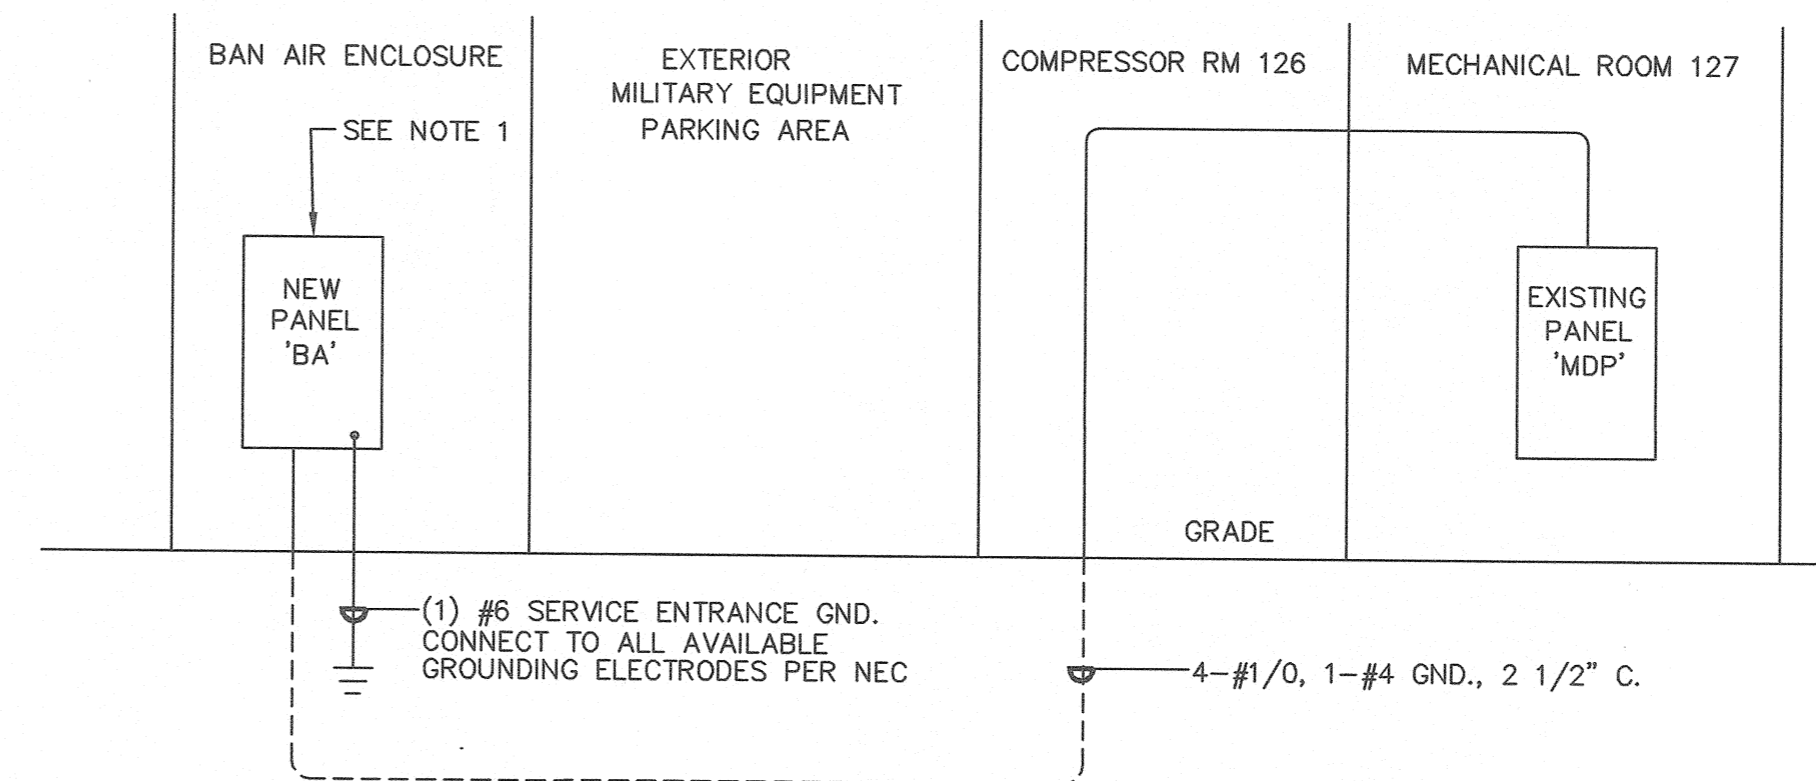 BAN AIR ENCLOSURE
EXTERIOR
MILITARY EQUIPMENT
PARKING AREA
COMPRESSOR RM 126
MECHANICAL ROOM 127
SEE NOTE 1
NEW
PANEL
'BA'
EXISTING
PANEL
'MDP'
GRADE
(1) #6 SERVICE ENTRANCE GND.
CONNECT TO ALL AVAILABLE
GROUNDING ELECTRODES PER NEC
4-#1/0, 1-#4 GND., 2 1/2" C.